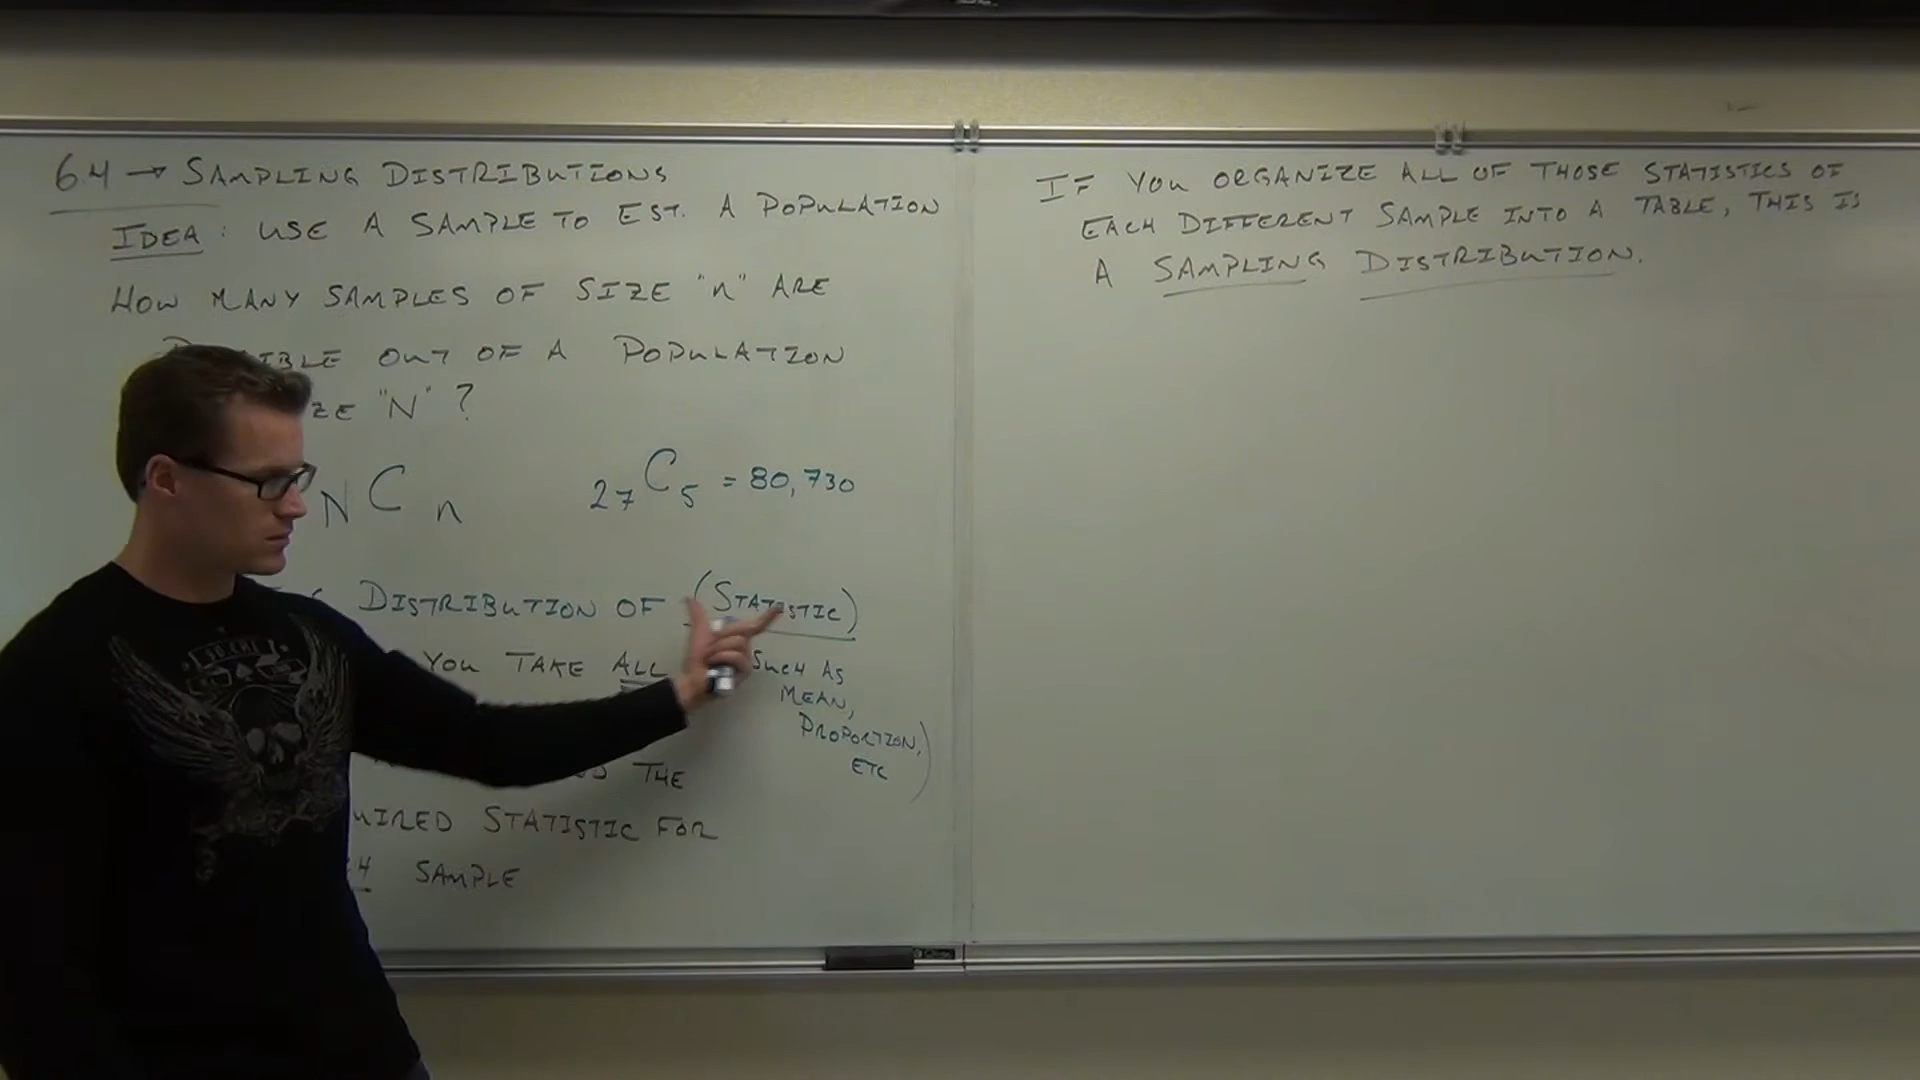 6.4 → SAMPLING DISTRIBUTIONS
IDEA: USE A SAMPLE TO EST. A POPULATION
HOW MANY SAMPLES OF SIZE "n" ARE
OUT OF A POPULATION
"N"?
N C n
27 C 5 = 80,730
DISTRIBUTION OF (STATISTIC)
YOU TAKE ALL
SUCH AS
MEAN,
PROPORTION,
ETC)
THE
STATISTIC FOR
SAMPLE
IF YOU ORGANIZE ALL OF THOSE STATISTICS OF
EACH DIFFERENT SAMPLE INTO A TABLE, THIS IS
A SAMPLING DISTRIBUTION.